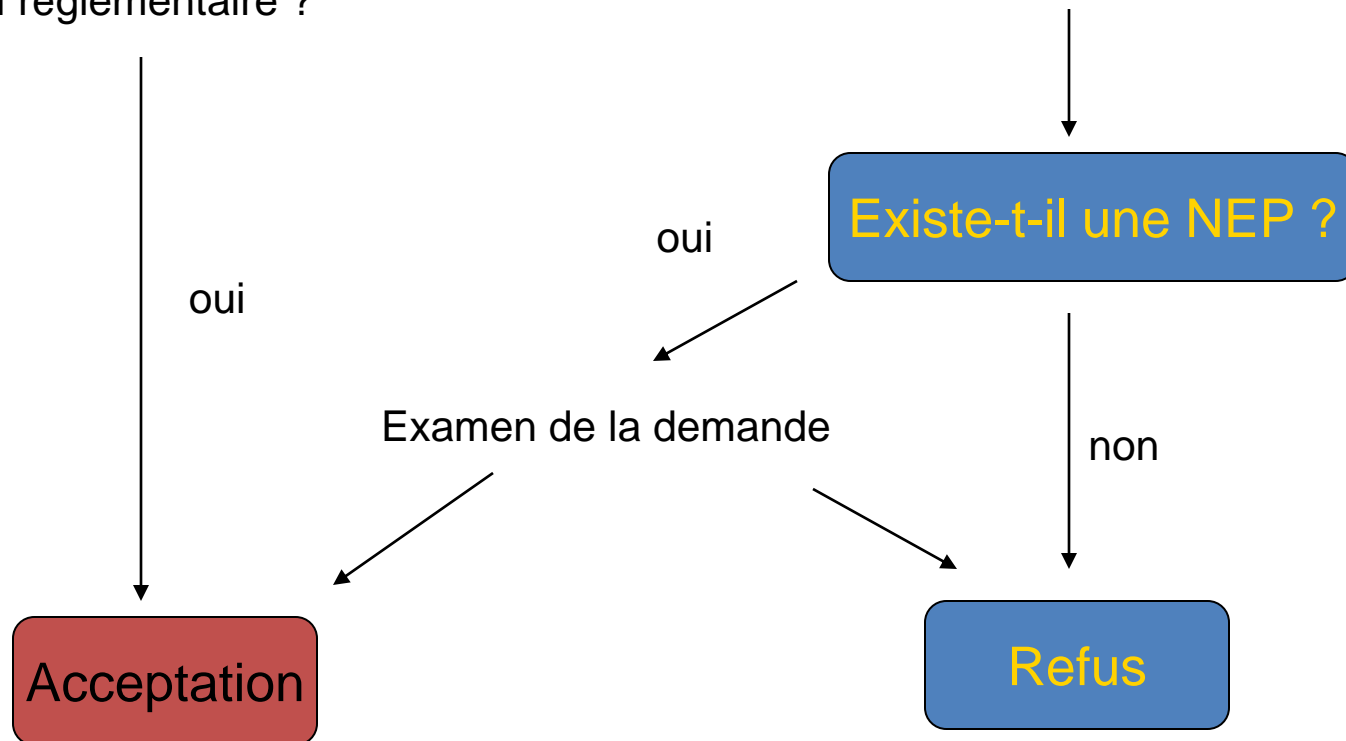 réglementaire ?
Existe-t-il une NEP ?
oui
oui
Examen de la demande
non
Acceptation
Refus